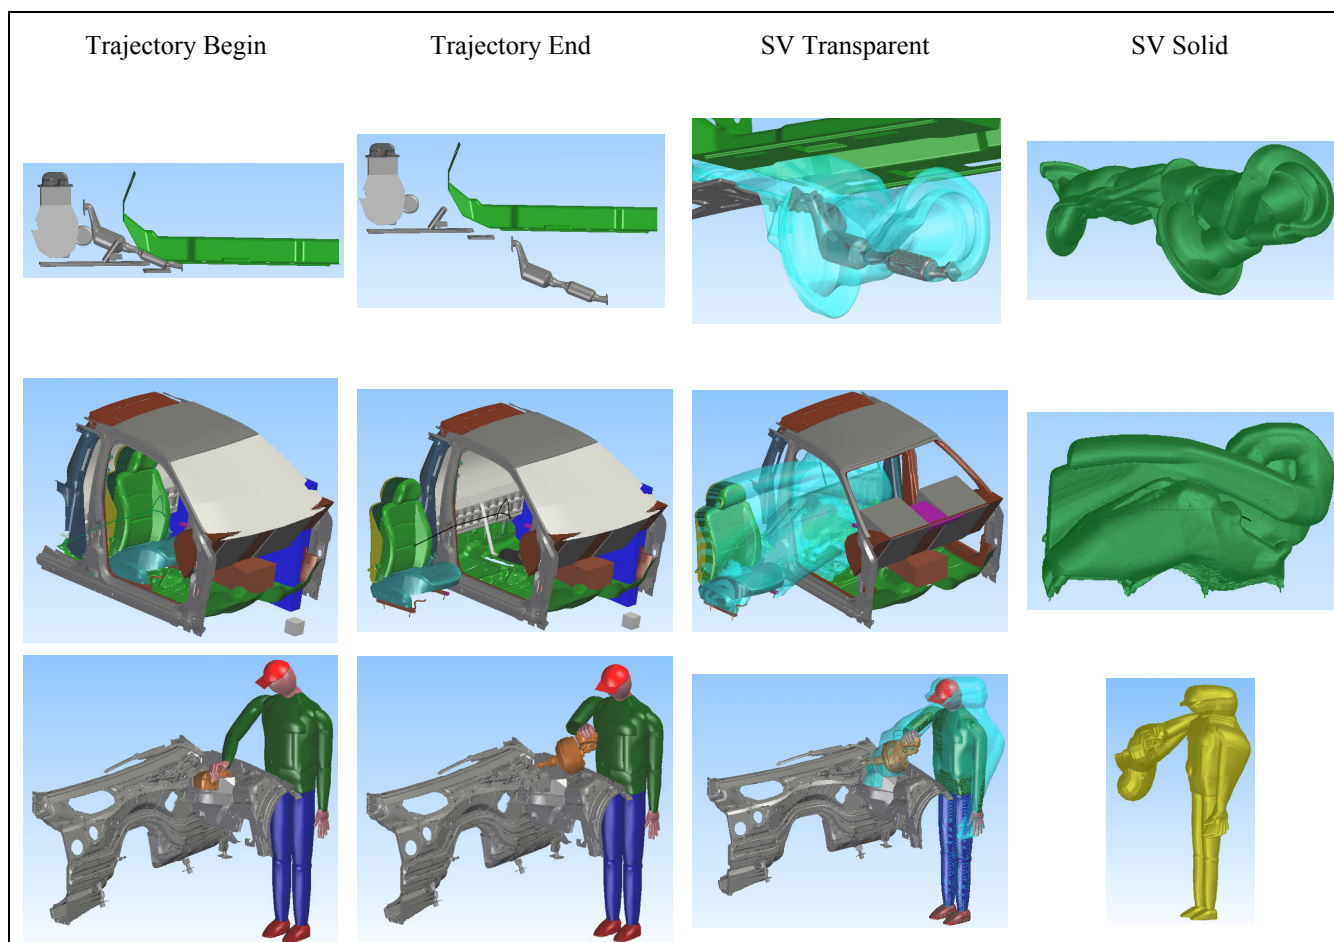 Trajectory Begin
Trajectory End
SV Transparent
SV Solid